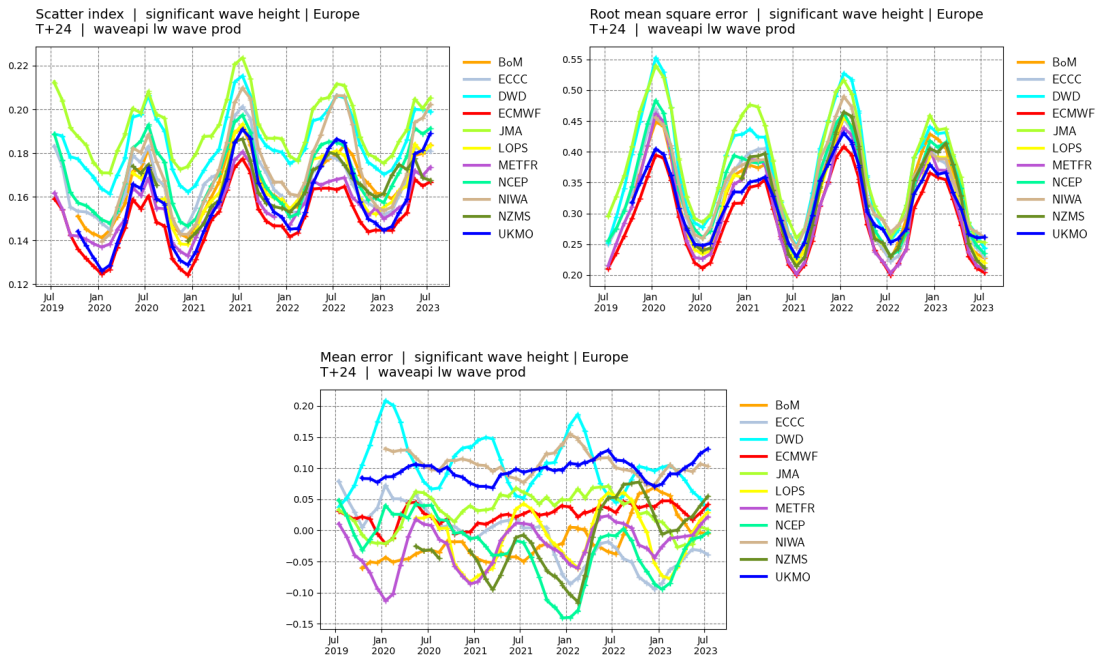 Scatter index | significant wave height | Europe
T+24 | waveapi lw wave prod
0.22
0.20
0.18
0.16
0.14
0.12
Jul Jan Jul Jan Jul Jan Jul Jan Jul
2019 2020 2020 2021 2021 2022 2022 2023 2023
BoM
ECCC
DWD
ECMWF
JMA
LOPS
METFR
NCEP
NIWA
NZMS
UKMO
Root mean square error | significant wave height | Europe
T+24 | waveapi lw wave prod
0.55
0.50
0.45
0.40
0.35
0.30
0.25
0.20
Jul Jan Jul Jan Jul Jan Jul Jan Jul
2019 2020 2020 2021 2021 2022 2022 2023 2023
BoM
ECCC
DWD
ECMWF
JMA
LOPS
METFR
NCEP
NIWA
NZMS
UKMO
Mean error | significant wave height | Europe
T+24 | waveapi lw wave prod
0.20
0.15
0.10
0.05
0.00
−0.05
−0.10
−0.15
Jul Jan Jul Jan Jul Jan Jul Jan Jul
2019 2020 2020 2021 2021 2022 2022 2023 2023
BoM
ECCC
DWD
ECMWF
JMA
LOPS
METFR
NCEP
NIWA
NZMS
UKMO